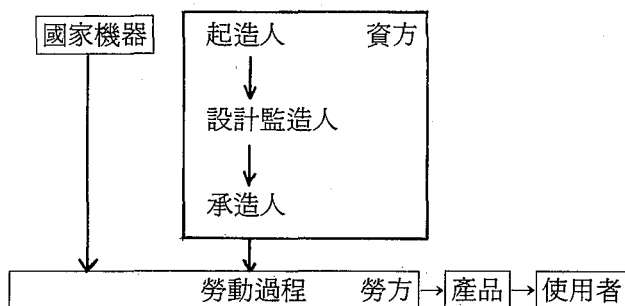 國家機器
起造人 資方
設計監造人
承造人
勞動過程 勞方→產品→使用者